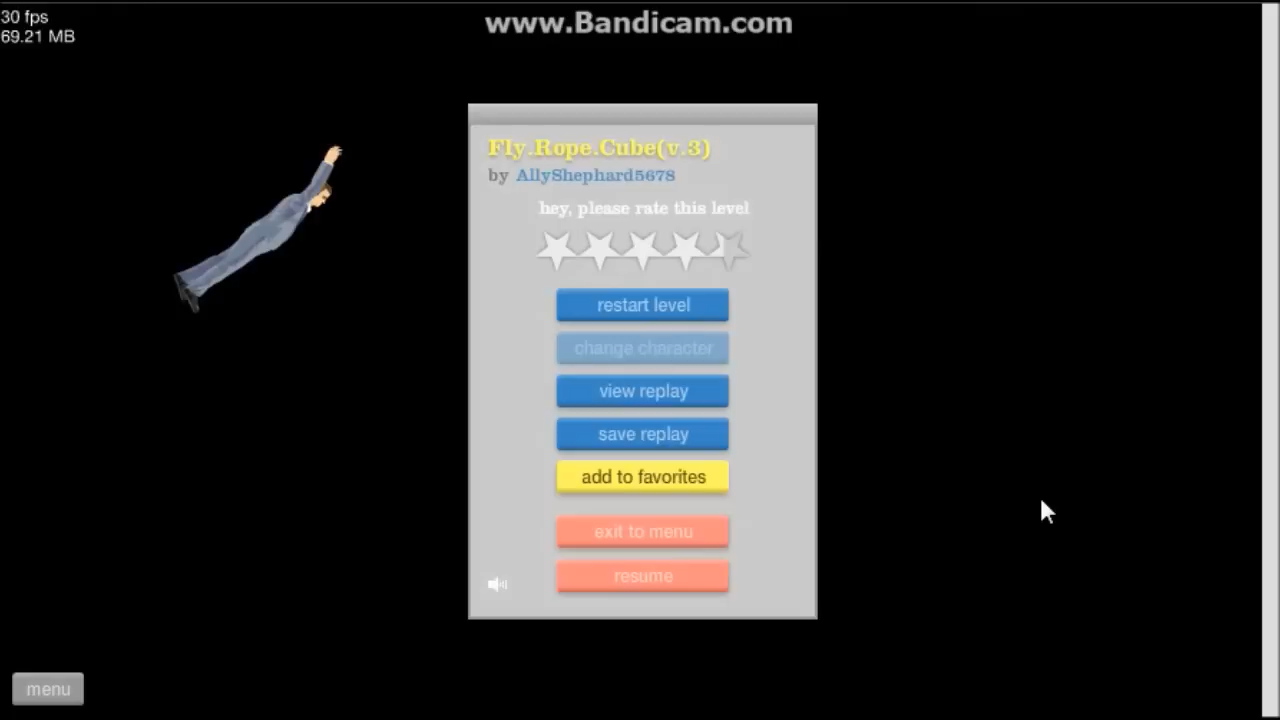 30 fps
69.21 MB
www.Bandicam.com
Fly.Rope.Cube(v.3)
by AllyShephard5678
hey, please rate this level
restart level
change character
view replay
save replay
add to favorites
exit to menu
resume
menu